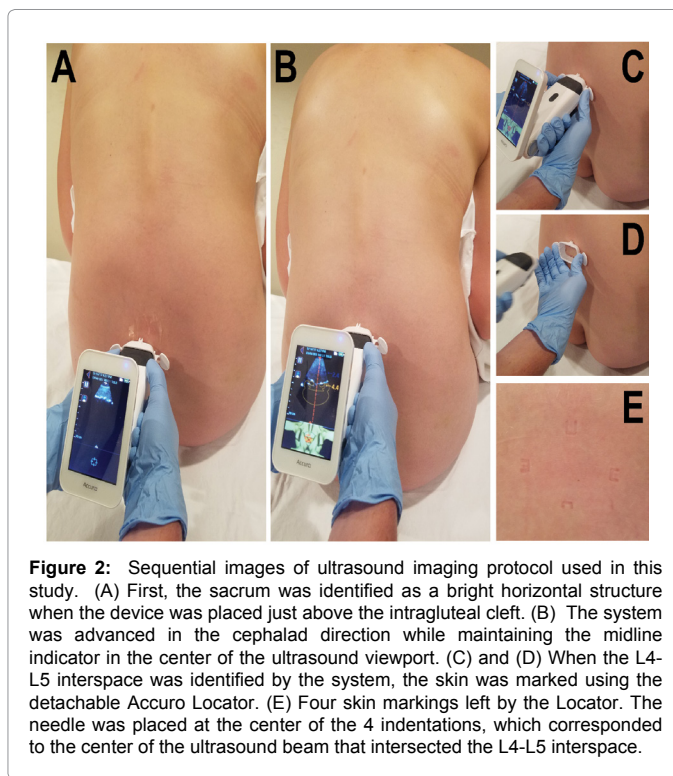 A
B
C
D
E
Accuro
Accuro
Figure 2: Sequential images of ultrasound imaging protocol used in this
study. (A) First, the sacrum was identified as a bright horizontal structure
when the device was placed just above the intragluteal cleft. (B) The system
was advanced in the cephalad direction while maintaining the midline
indicator in the center of the ultrasound viewport. (C) and (D) When the L4-
L5 interspace was identified by the system, the skin was marked using the
detachable Accuro Locator. (E) Four skin markings left by the Locator. The
needle was placed at the center of the 4 indentations, which corresponded
to the center of the ultrasound beam that intersected the L4-L5 interspace.